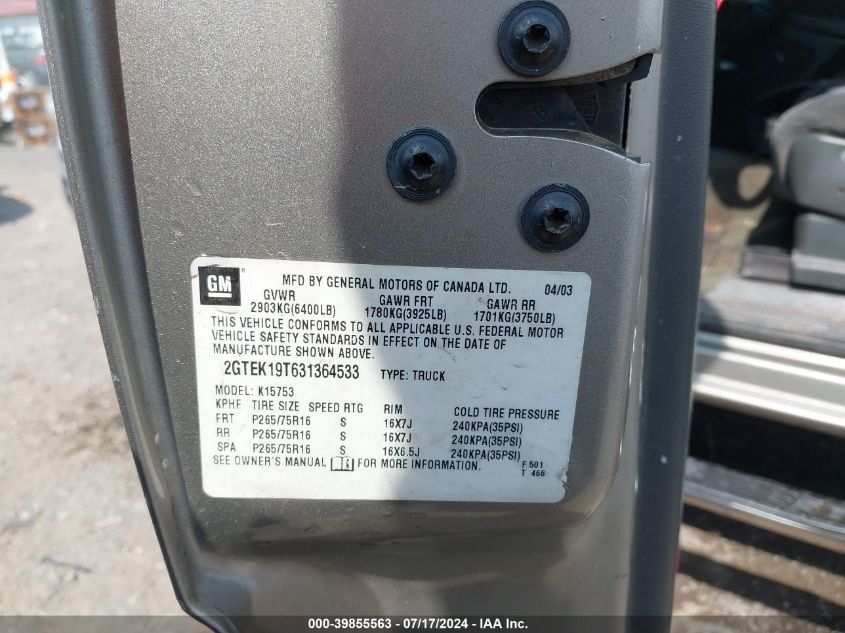 GM
MFD BY GENERAL MOTORS OF CANADA LTD. 04/03
GVWR GAWR FRT GAWR RR
2903KG(6400LB) 1780KG(3925LB) 1701KG(3750LB)
THIS VEHICLE CONFORMS TO ALL APPLICABLE U.S. FEDERAL MOTOR
VEHICLE SAFETY STANDARDS IN EFFECT ON THE DATE OF
MANUFACTURE SHOWN ABOVE.
2GTEK19T631364533 TYPE: TRUCK
MODEL: K15753
KPHF TIRE SIZE SPEED RTG RIM COLD TIRE PRESSURE
FRT P265/75R16 S 16X7J 240KPA(35PSI)
RR P265/75R16 S 16X7J 240KPA(35PSI)
SPA P265/75R16 S 16X6.5J 240KPA(35PSI)
SEE OWNER'S MANUAL FOR MORE INFORMATION. F 501
T 466
000-39855563 / 07/17/2024 - IAA Inc.